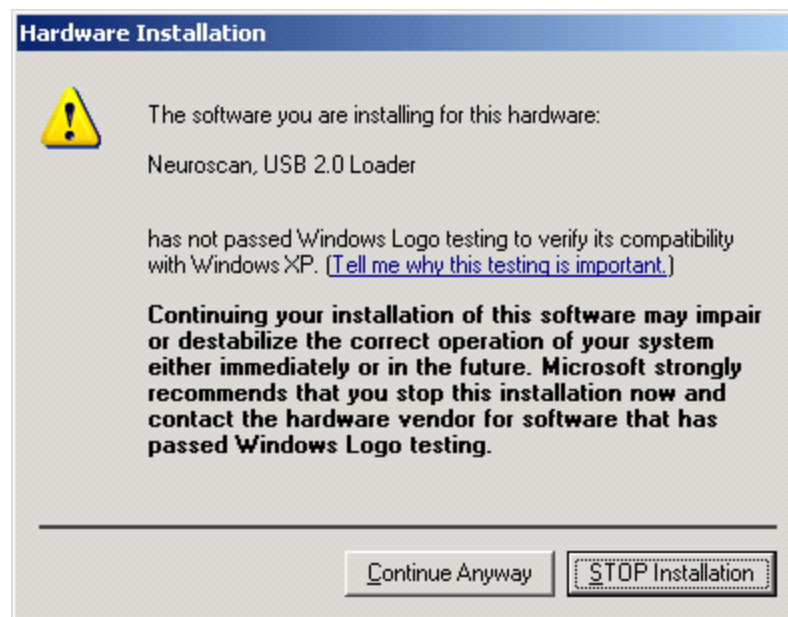 Hardware Installation
The software you are installing for this hardware:
Neuroscan, USB 2.0 Loader
has not passed Windows Logo testing to verify its compatibility
with Windows XP. (Tell me why this testing is important.)
Continuing your installation of this software may impair
or destabilize the correct operation of your system
either immediately or in the future. Microsoft strongly
recommends that you stop this installation now and
contact the hardware vendor for software that has
passed Windows Logo testing.
Continue Anyway
STOP Installation